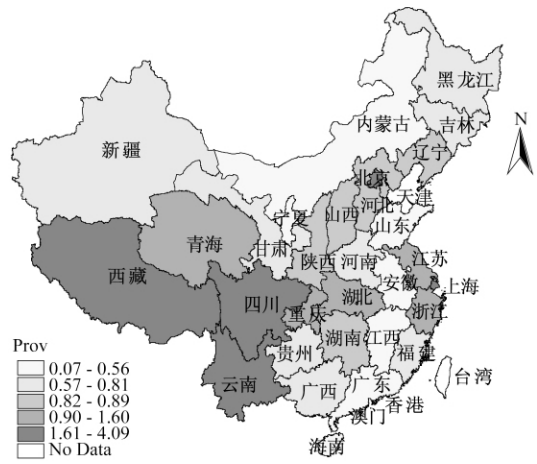 黑龙江
内蒙古
吉林
新疆
N
辽宁
北京
天津
河北
宁夏
山西
山东
青海
甘肃
陕西
河南
江苏
西藏
安徽
上海
四川
重庆
湖北
浙江
湖南
江西
贵州
福建
云南
广西
广东
台湾
香港
澳门
海南
Prov
0.07 - 0.56
0.57 - 0.81
0.82 - 0.89
0.90 - 1.60
1.61 - 4.09
No Data